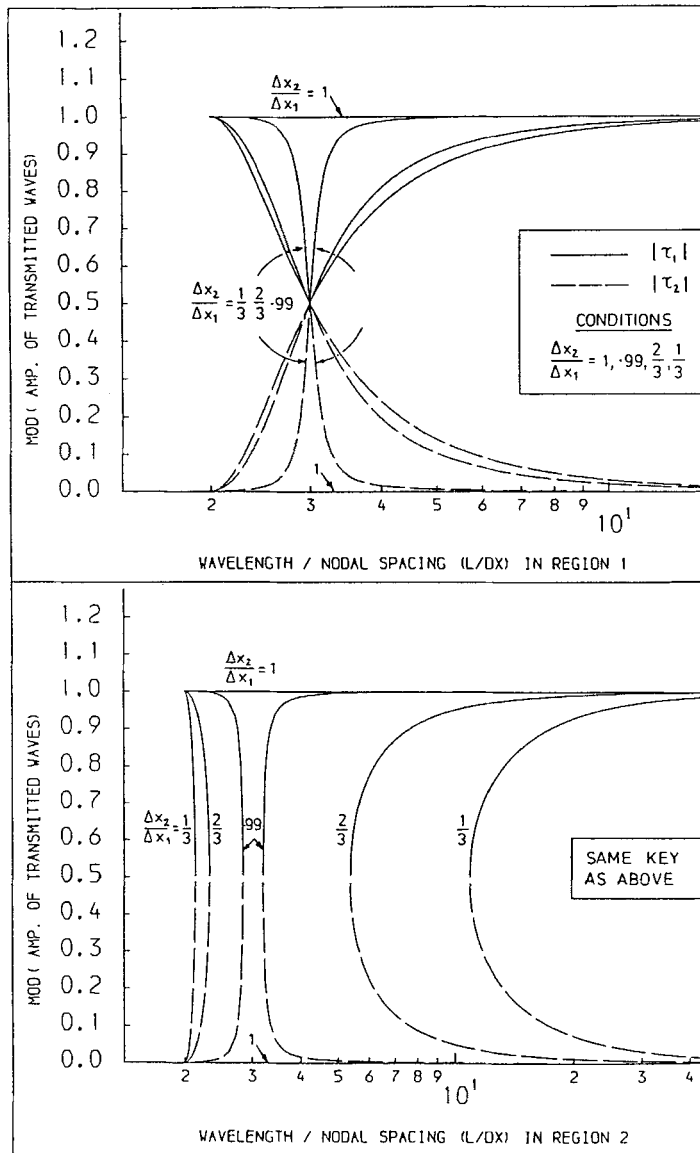 1.2
1.1
1.0
0.9
0.8
0.7
0.6
0.5
0.4
0.3
0.2
0.1
0.0
MOD( AMP. OF TRANSMITTED WAVES)
Δx₂/Δx₁ = 1
Δx₂/Δx₁ = 1/3 2/3 ·99
1
|τ₁|
|τ₂|
CONDITIONS
Δx₂/Δx₁ = 1, ·99, 2/3, 1/3
2 3 4 5 6 7 8 9 10¹
WAVELENGTH / NODAL SPACING (L/DX) IN REGION 1
1.2
1.1
1.0
0.9
0.8
0.7
0.6
0.5
0.4
0.3
0.2
0.1
0.0
MOD( AMP. OF TRANSMITTED WAVES)
Δx₂/Δx₁ = 1
Δx₂/Δx₁ = 1/3 2/3 ·99 2/3 1/3
1
SAME KEY
AS ABOVE
2 3 4 5 6 7 8 9 10¹ 2 3 4
WAVELENGTH / NODAL SPACING (L/DX) IN REGION 2